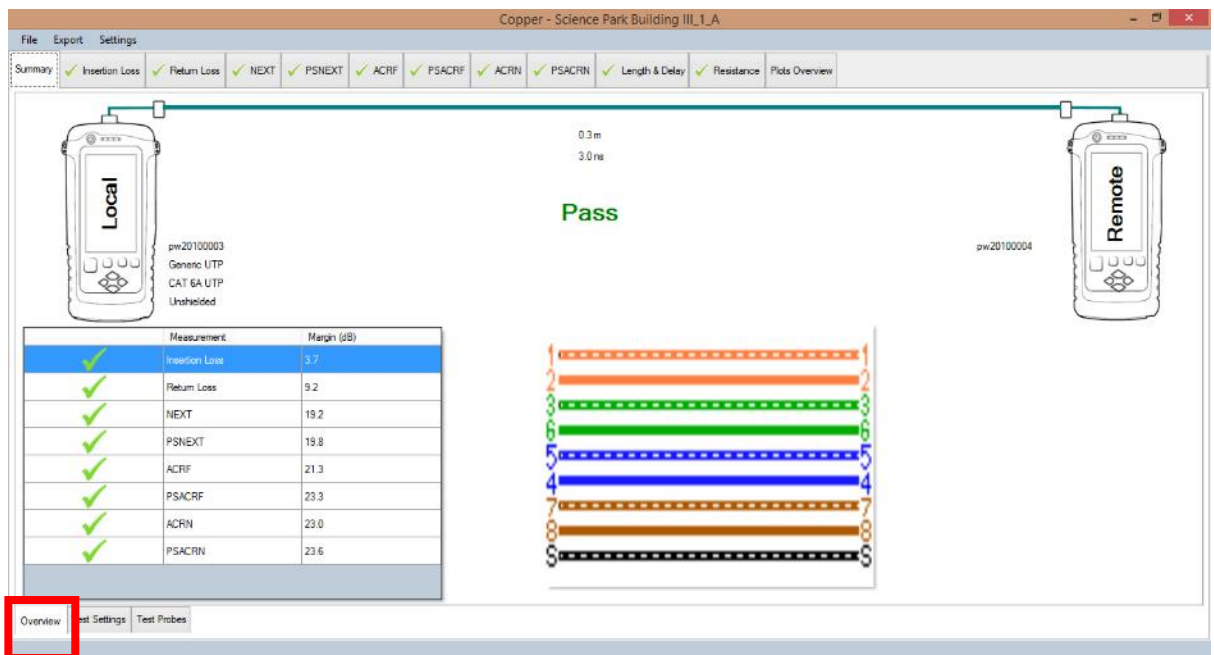 Copper - Science Park Building III_1_A
File Export Settings
Summary Insertion Loss Return Loss NEXT PSNEXT ACRF PSACRF ACRN PSACRN Length & Delay Resistance Plots Overview
0.3 m
3.0 ns
Local
Remote
Pass
pw20100003
pw20100004
Generic UTP
CAT 6A UTP
Unshielded
Measurement Margin (dB)
Insertion Loss 3.7
Return Loss 9.2
NEXT 19.2
PSNEXT 19.8
ACRF 21.3
PSACRF 23.3
ACRN 23.0
PSACRN 23.6
1 1
2 2
3 3
6 6
5 5
4 4
7 7
8 8
S S
Overview Test Settings Test Probes